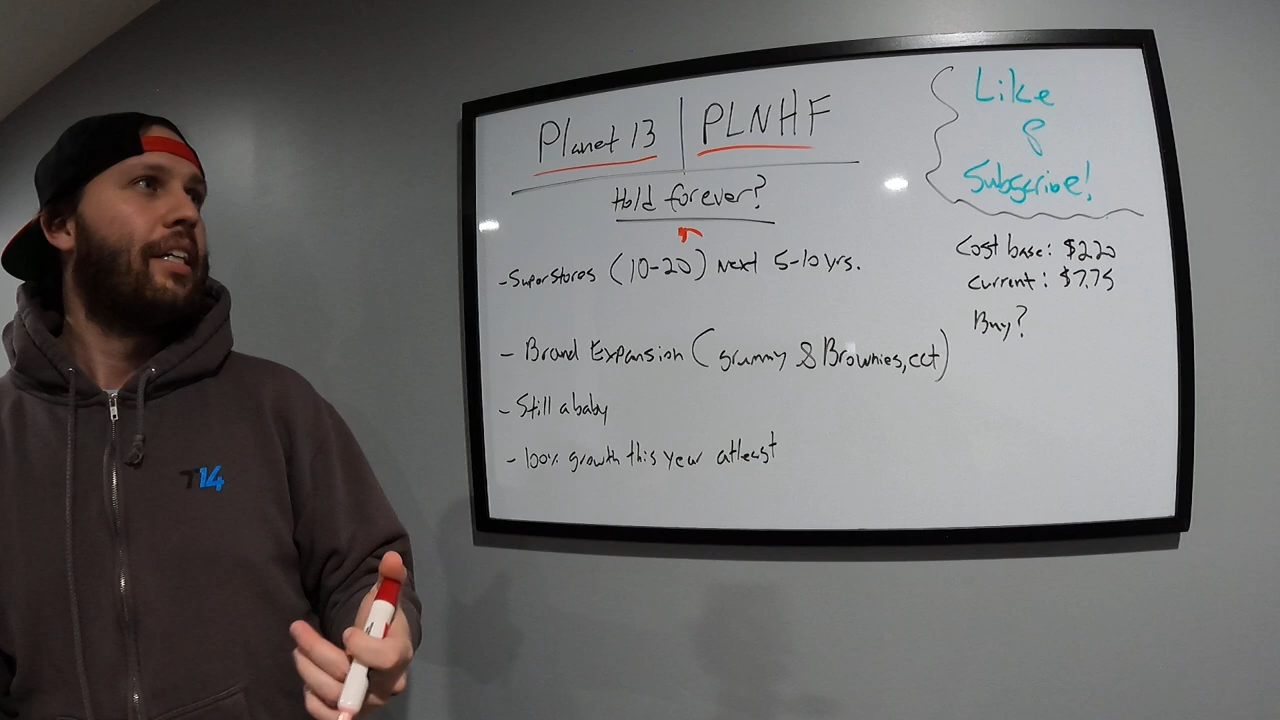 Planet 13 | PLNHF
Hold forever?
- Superstores (10-20) Next 5-10 yrs.
- Brand Expansion (grammy & Brownies, ect)
- Still a baby
- 100% growth this year atleast
Like
&
Subscribe!
Cost base: $2.20
current: $7.75
Buy?
T14